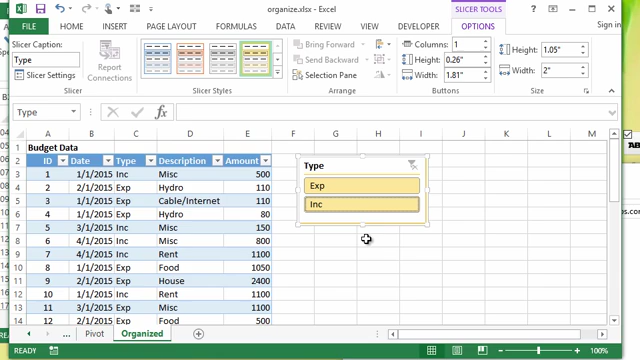 organize.xlsx - Excel
SLICER TOOLS
FILE HOME INSERT PAGE LAYOUT FORMULAS DATA REVIEW VIEW DEVELOPER OPTIONS Sign in
Slicer Caption:
Type
Slicer Settings
Report Connections
Slicer
Slicer Styles
Bring Forward
Send Backward
Selection Pane
Arrange
Columns: 1
Height: 0.26"
Width: 1.81"
Buttons
Height: 1.05"
Width: 2"
Size
Type
A B C D E F G H I L M
1 Budget Data
2 ID Date Type Description Amount
3 1 1/1/2015 Inc Misc 500
4 2 2/1/2015 Exp Hydro 110
5 3 1/1/2015 Exp Cable/Internet 110
6 4 1/1/2015 Exp Hydro 80
7 5 3/1/2015 Inc Misc 150
8 6 4/1/2015 Inc Misc 800
9 7 4/1/2015 Inc Rent 1100
10 8 1/1/2015 Exp Food 1050
11 9 2/1/2015 Exp House 2400
12 10 1/1/2015 Inc Rent 1100
13 11 3/1/2015 Exp Misc 1100
14 12 2/1/2015 Exp Food 500
Type
Exp
Inc
... Pivot Organized
READY
100%